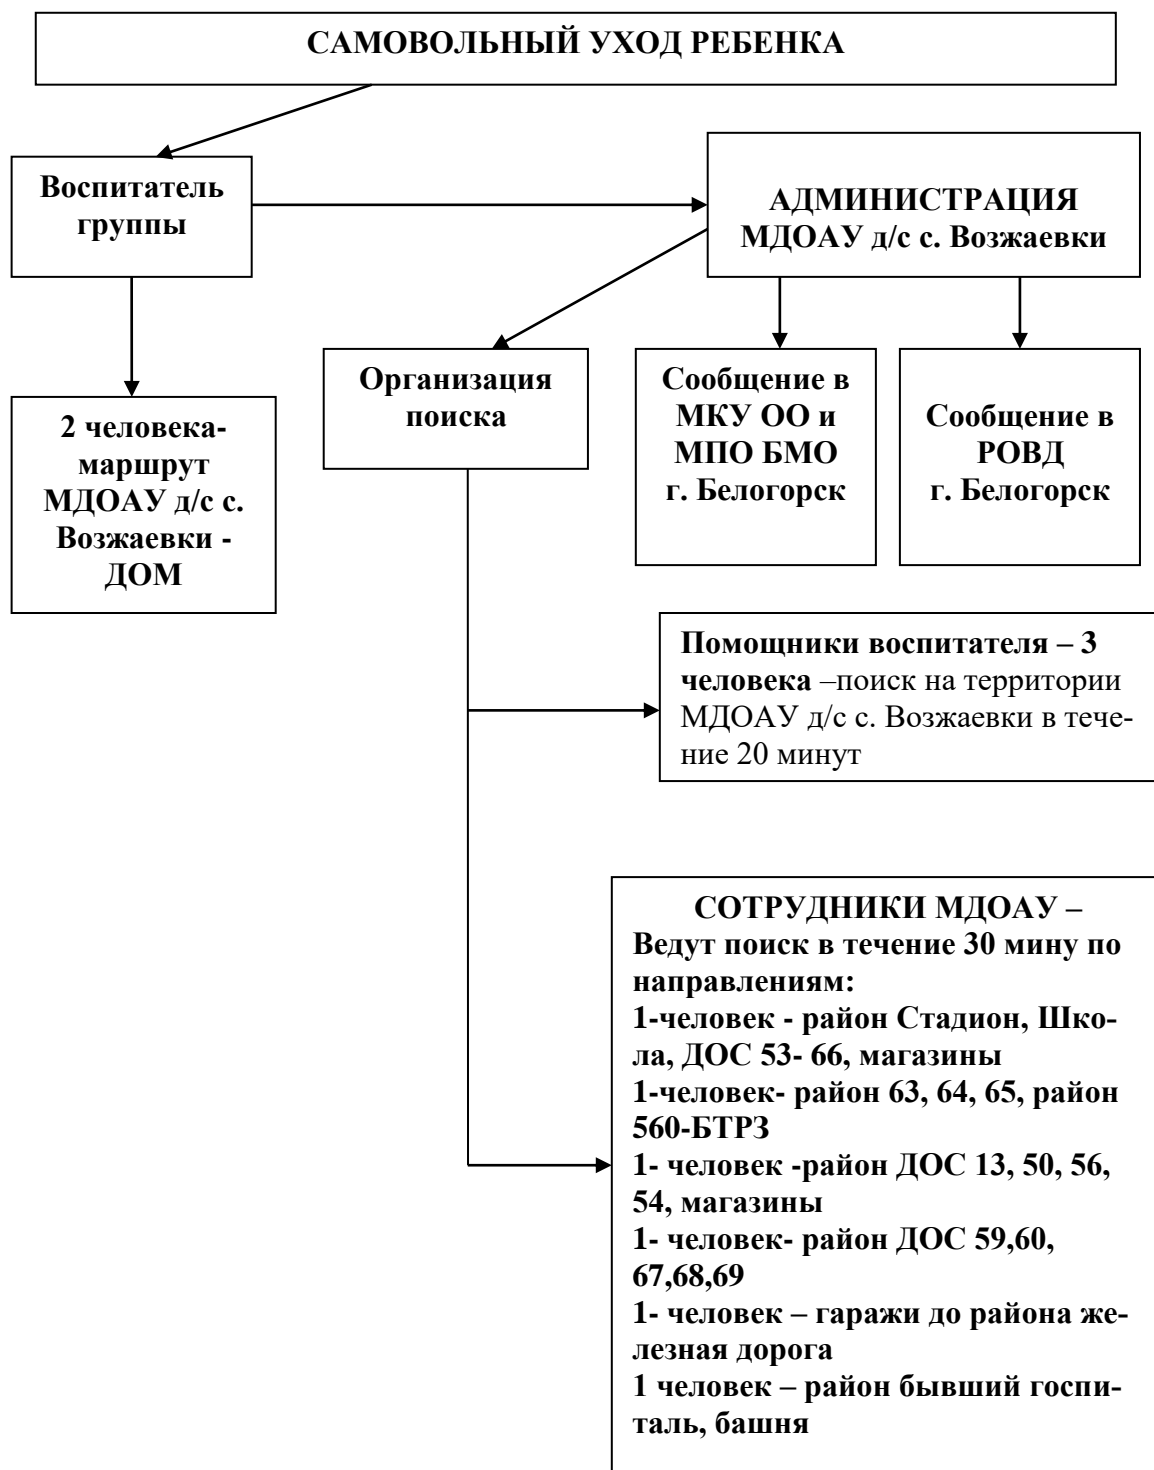 САМОВОЛЬНЫЙ УХОД РЕБЕНКА
Воспитатель
группы
АДМИНИСТРАЦИЯ
МДОАУ д/с с. Возжаевки
2 человека-
маршрут
МДОАУ д/с с.
Возжаевки -
ДОМ
Организация
поиска
Сообщение в
МКУ ОО и
МПО БМО
г. Белогорск
Сообщение в
РОВД
г. Белогорск
Помощники воспитателя – 3
человека –поиск на территории
МДОАУ д/с с. Возжаевки в тече-
ние 20 минут
СОТРУДНИКИ МДОАУ –
Ведут поиск в течение 30 мину по
направлениям:
1-человек - район Стадион, Шко-
ла, ДОС 53- 66, магазины
1-человек- район 63, 64, 65, район
560-БТРЗ
1- человек -район ДОС 13, 50, 56,
54, магазины
1- человек- район ДОС 59,60,
67,68,69
1- человек – гаражи до района же-
лезная дорога
1 человек – район бывший госпи-
таль, башня